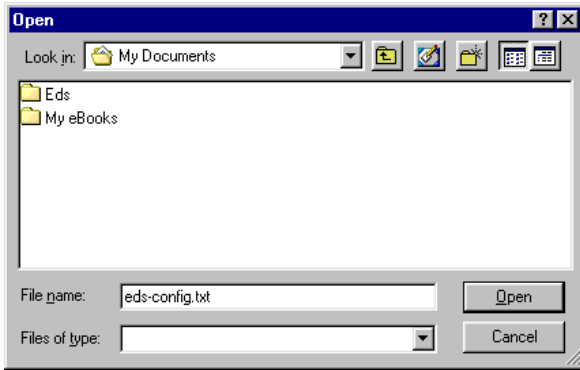 Open
Look in: My Documents
Eds
My eBooks
File name: eds-config.txt Open
Files of type: Cancel